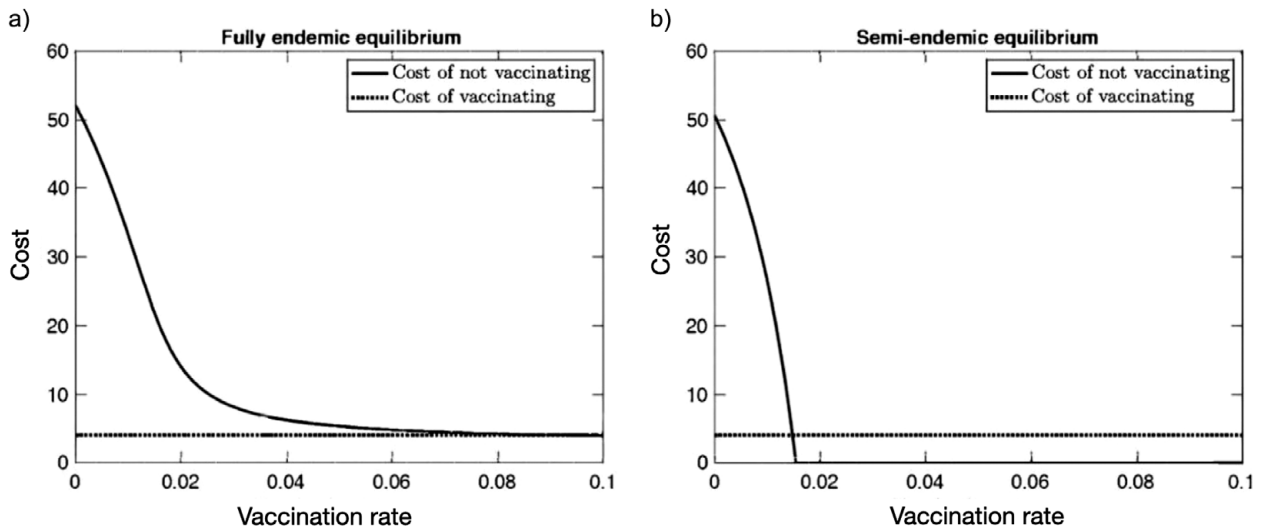 a)
Fully endemic equilibrium
60
50
40
30
20
10
0
Cost
Cost of not vaccinating
Cost of vaccinating
0 0.02 0.04 0.06 0.08 0.1
Vaccination rate
b)
Semi-endemic equilibrium
60
50
40
30
20
10
0
Cost
Cost of not vaccinating
Cost of vaccinating
0 0.02 0.04 0.06 0.08 0.1
Vaccination rate